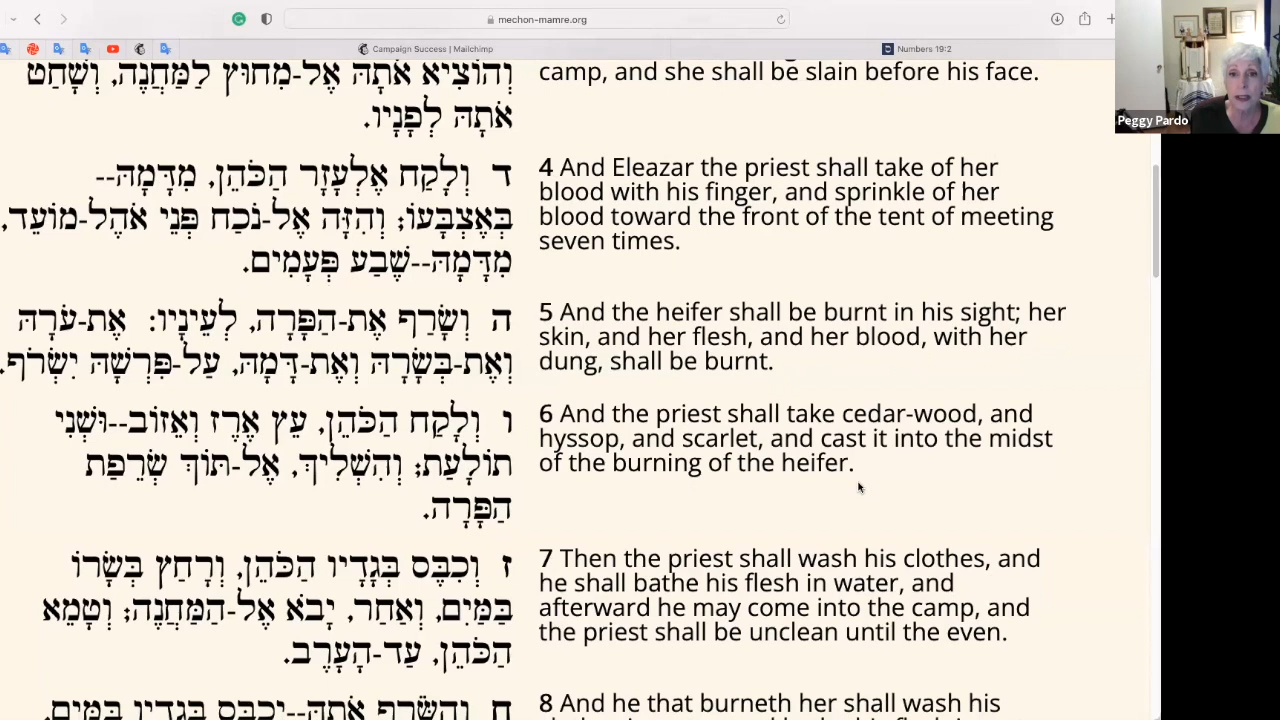 mechon-mamre.org
Campaign Success | Mailchimp
Numbers 19:2
Peggy Pardo
וְהוֹצִיא אֹתָהּ אֶל-מִחוּץ לַמַּחֲנֶה, וְשָׁחַט
אֹתָהּ לְפָנָיו.
camp, and she shall be slain before his face.
ד וְלָקַח אֶלְעָזָר הַכֹּהֵן, מִדָּמָהּ--
בְּאֶצְבָּעוֹ; וְהִזָּה אֶל-נֹכַח פְּנֵי אֹהֶל-מוֹעֵד,
מִדָּמָהּ--שֶׁבַע פְּעָמִים.
4 And Eleazar the priest shall take of her
blood with his finger, and sprinkle of her
blood toward the front of the tent of meeting
seven times.
ה וְשָׂרַף אֶת-הַפָּרָה, לְעֵינָיו: אֶת-עֹרָהּ
וְאֶת-בְּשָׂרָהּ וְאֶת-דָּמָהּ, עַל-פִּרְשָׁהּ יִשְׂרֹף.
5 And the heifer shall be burnt in his sight; her
skin, and her flesh, and her blood, with her
dung, shall be burnt.
ו וְלָקַח הַכֹּהֵן, עֵץ אֶרֶז וְאֵזוֹב--וּשְׁנִי
תוֹלָעַת; וְהִשְׁלִיךְ, אֶל-תּוֹךְ שְׂרֵפַת
הַפָּרָה.
6 And the priest shall take cedar-wood, and
hyssop, and scarlet, and cast it into the midst
of the burning of the heifer.
ז וְכִבֶּס בְּגָדָיו הַכֹּהֵן, וְרָחַץ בְּשָׂרוֹ
בַּמַּיִם, וְאַחַר, יָבֹא אֶל-הַמַּחֲנֶה; וְטָמֵא
הַכֹּהֵן, עַד-הָעָרֶב.
7 Then the priest shall wash his clothes, and
he shall bathe his flesh in water, and
afterward he may come into the camp, and
the priest shall be unclean until the even.
ח וְהַשֹּׂרֵף אֹתָהּ--יְכַבֵּס בְּגָדָיו בַּמַּיִם,
8 And he that burneth her shall wash his